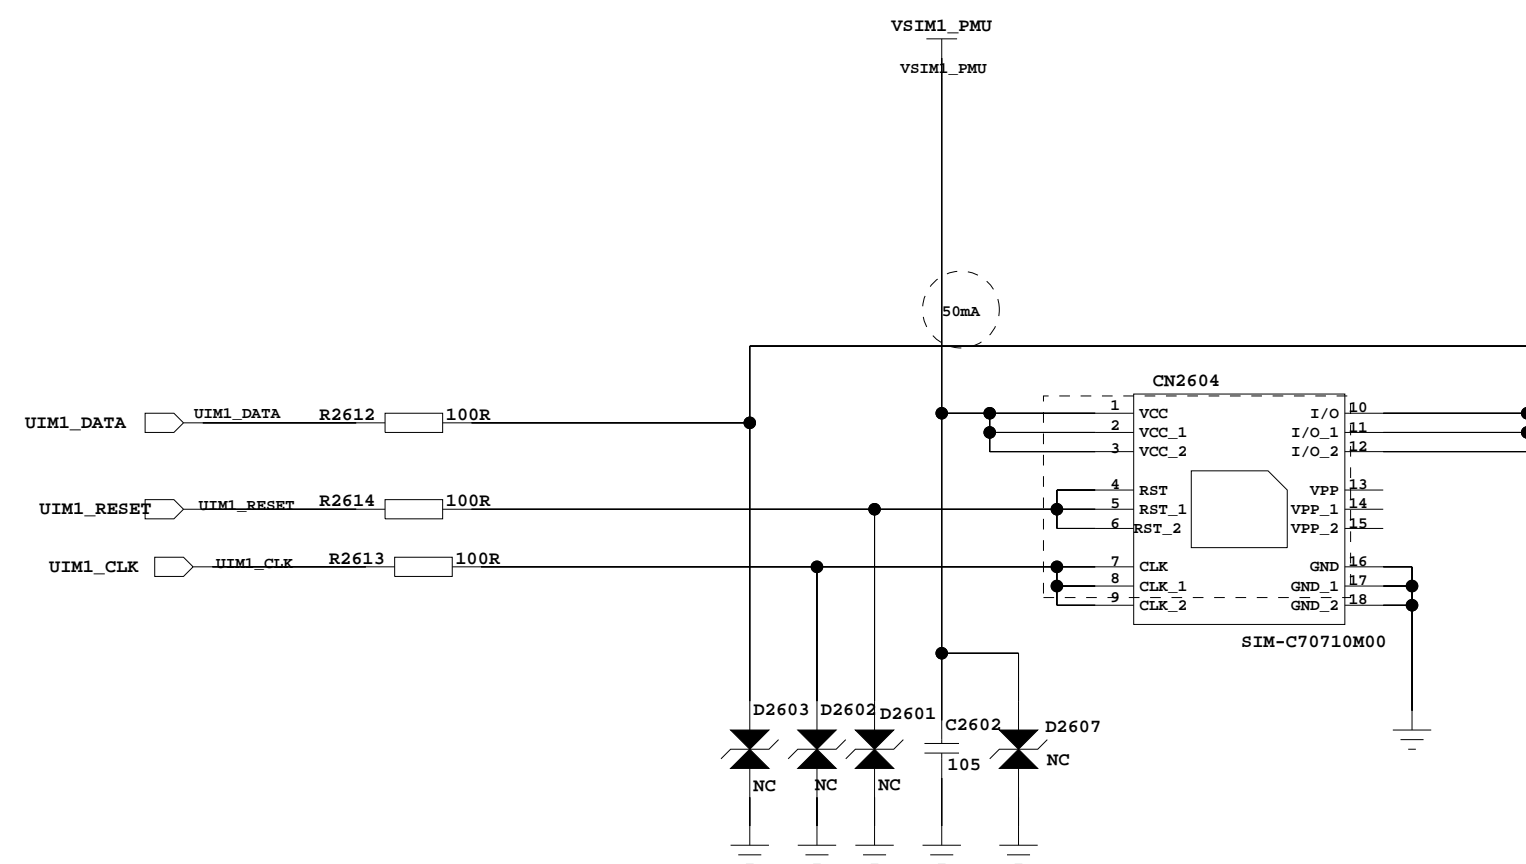 VSIM1_PMU
VSIM1_PMU
50mA
CN2604
UIM1_DATA
UIM1_DATA
R2612
100R
UIM1_RESET
UIM1_RESET
R2614
100R
UIM1_CLK
UIM1_CLK
R2613
100R
1 VCC
2 VCC_1
3 VCC_2
4 RST
5 RST_1
6 RST_2
7 CLK
8 CLK_1
9 CLK_2
I/O 10
I/O_1 11
I/O_2 12
VPP 13
VPP_1 14
VPP_2 15
GND 16
GND_1 17
GND_2 18
SIM-C70710M00
D2603
NC
D2602
NC
D2601
NC
C2602
105
D2607
NC